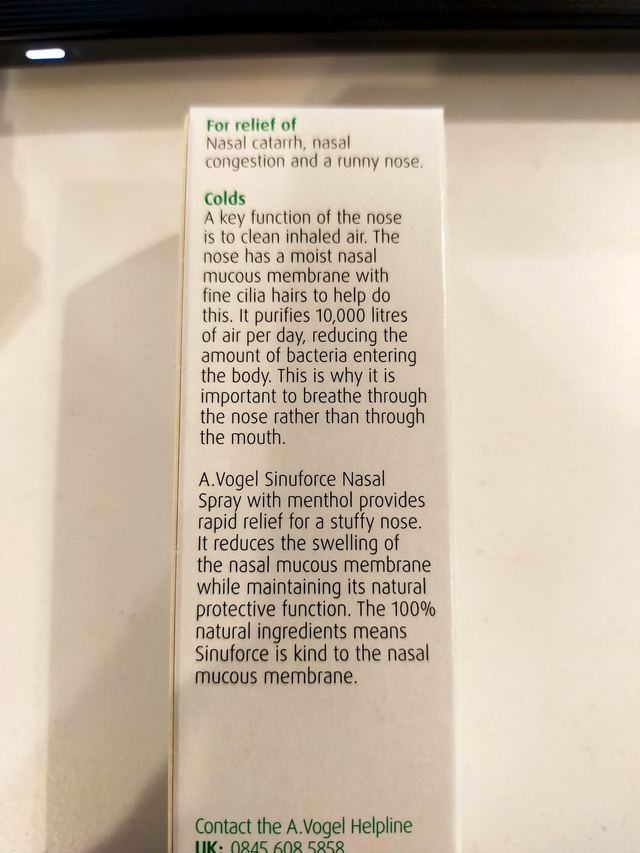 For relief of
Nasal catarrh, nasal
congestion and a runny nose.
Colds
A key function of the nose
is to clean inhaled air. The
nose has a moist nasal
mucous membrane with
fine cilia hairs to help do
this. It purifies 10,000 litres
of air per day, reducing the
amount of bacteria entering
the body. This is why it is
important to breathe through
the nose rather than through
the mouth.
A.Vogel Sinuforce Nasal
Spray with menthol provides
rapid relief for a stuffy nose.
It reduces the swelling of
the nasal mucous membrane
while maintaining its natural
protective function. The 100%
natural ingredients means
Sinuforce is kind to the nasal
mucous membrane.
Contact the A.Vogel Helpline
UK: 0845 608 5858